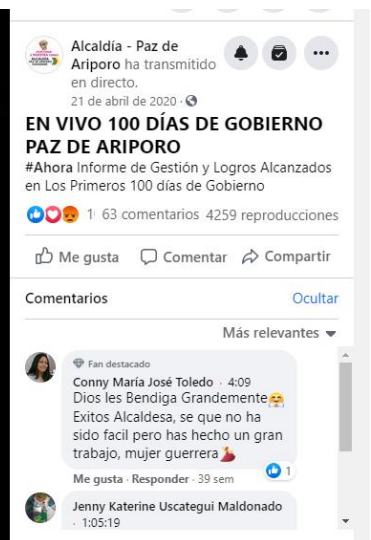 Alcaldía - Paz de
Ariporo ha transmitido
en directo.
21 de abril de 2020 ·
EN VIVO 100 DÍAS DE GOBIERNO
PAZ DE ARIPORO
#Ahora Informe de Gestión y Logros Alcanzados
en Los Primeros 100 días de Gobierno
63 comentarios 4259 reproducciones
Me gusta Comentar Compartir
Comentarios Ocultar
Más relevantes
Fan destacado
Conny María José Toledo · 4:09
Dios les Bendiga Grandemente
Exitos Alcaldesa, se que no ha
sido facil pero has hecho un gran
trabajo, mujer guerrera
1
Me gusta · Responder · 39 sem
Jenny Katerine Uscategui Maldonado
· 1:05:19